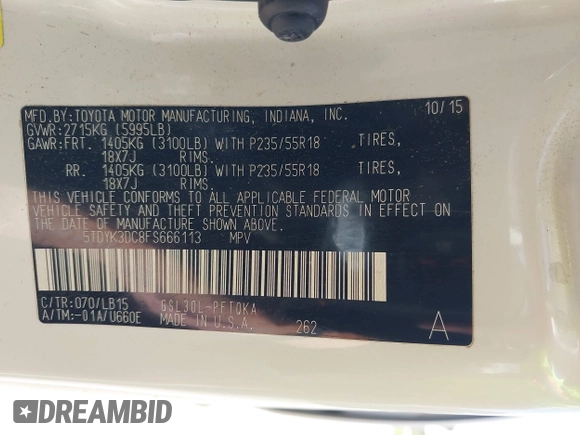 MFD.BY:TOYOTA MOTOR MANUFACTURING, INDIANA, INC. 10/15
GVWR:2715KG (5995LB)
GAWR:FRT. 1405KG (3100LB) WITH P235/55R18 TIRES,
18X7J RIMS.
RR. 1405KG (3100LB) WITH P235/55R18 TIRES,
18X7J RIMS.
THIS VEHICLE CONFORMS TO ALL APPLICABLE FEDERAL MOTOR
VEHICLE SAFETY AND THEFT PREVENTION STANDARDS IN EFFECT ON
THE DATE OF MANUFACTURE SHOWN ABOVE.
5TDYK3DC8FS666113 MPV
C/TR:070/LB15 GSL30L-PFTQKA
A/TM:-01A/U660E MADE IN U.S.A. 262 A
DREAMBID